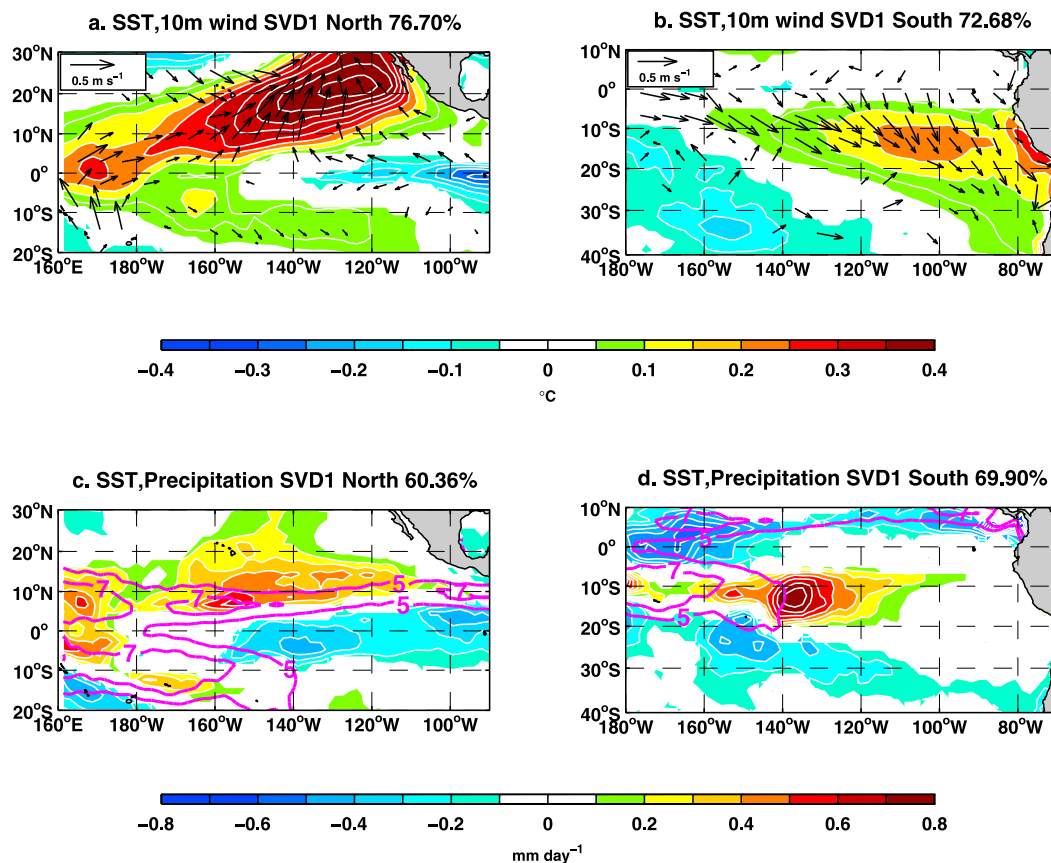 a. SST,10m wind SVD1 North 76.70%
b. SST,10m wind SVD1 South 72.68%
30°N
20°N
10°N
0°
10°S
20°S
0.5 m s⁻¹
160°E 180°W 160°W 140°W 120°W 100°W
10°N
0°
10°S
20°S
30°S
40°S
0.5 m s⁻¹
180°W 160°W 140°W 120°W 100°W 80°W
−0.4 −0.3 −0.2 −0.1 0 0.1 0.2 0.3 0.4
°C
c. SST,Precipitation SVD1 North 60.36%
d. SST,Precipitation SVD1 South 69.90%
30°N
20°N
10°N
0°
10°S
20°S
7 7 5 7
5
7 5
160°E 180°W 160°W 140°W 120°W 100°W
10°N
0°
10°S
20°S
30°S
40°S
7 5 7 7
7
5
180°W 160°W 140°W 120°W 100°W 80°W
−0.8 −0.6 −0.4 −0.2 0 0.2 0.4 0.6 0.8
mm day⁻¹